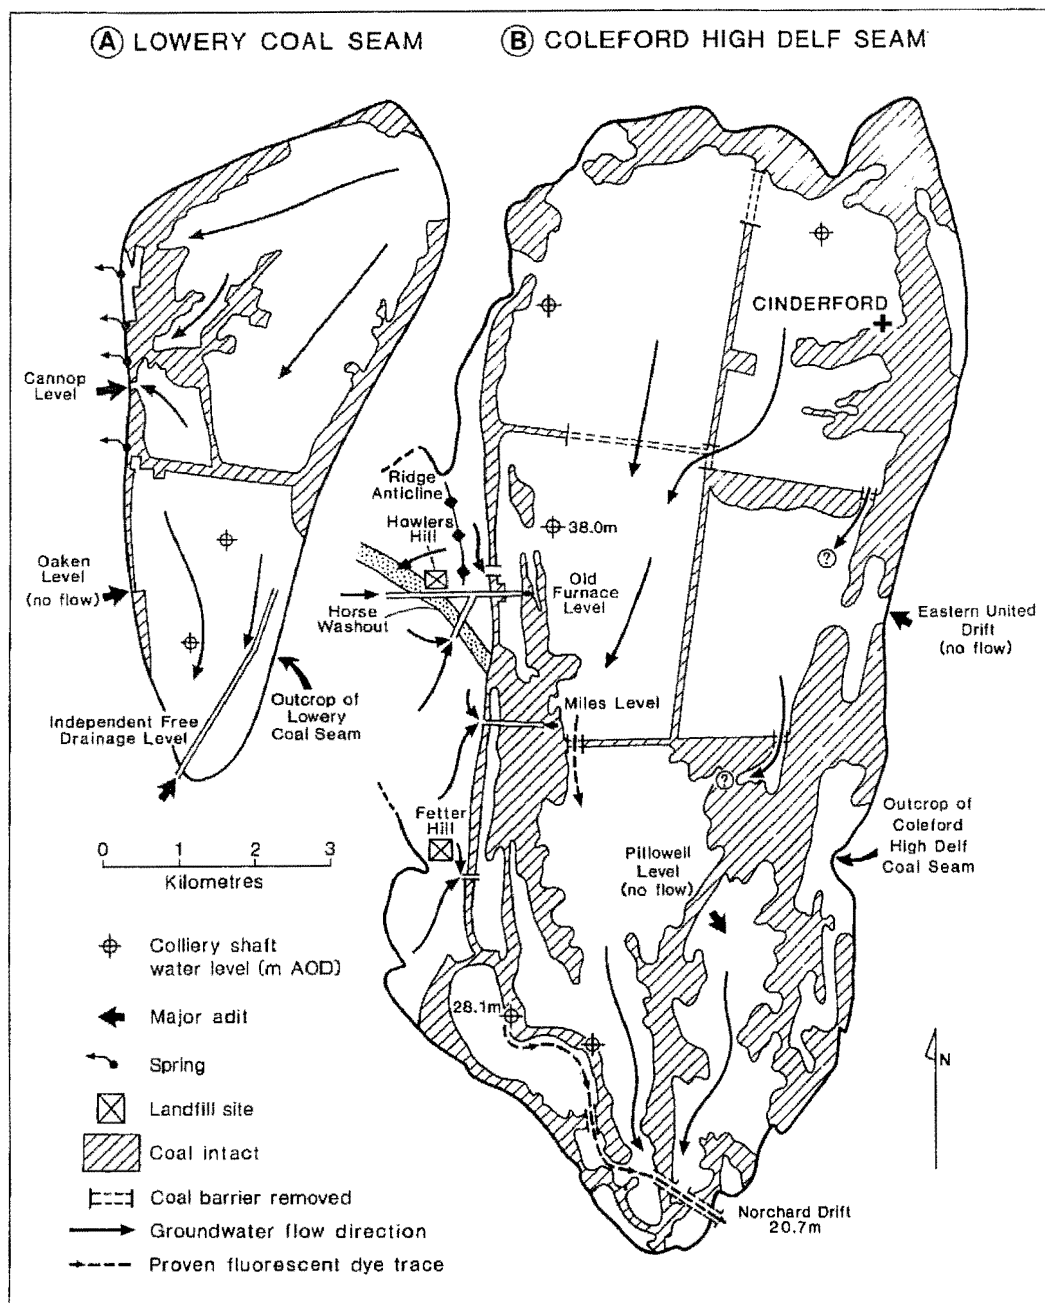 A LOWERY COAL SEAM
B COLEFORD HIGH DELF SEAM
CINDERFORD
Cannop
Level
Ridge
Anticline
Howlers
Hill
38.0m
Oaken
Level
(no flow)
Old
Furnace
Level
Horse
Washout
Eastern United
Drift
(no flow)
Outcrop of
Lowery
Coal Seam
Independent Free
Drainage Level
Miles Level
Fetter
Hill
Outcrop of
Coleford
High Delf
Coal Seam
Pillowell
Level
(no flow)
0 1 2 3
Kilometres
28.1m
Colliery shaft
water level (m AOD)
Major adit
Spring
Landfill site
Coal intact
Coal barrier removed
Groundwater flow direction
Proven fluorescent dye trace
?
?
N
Norchard Drift
20.7m